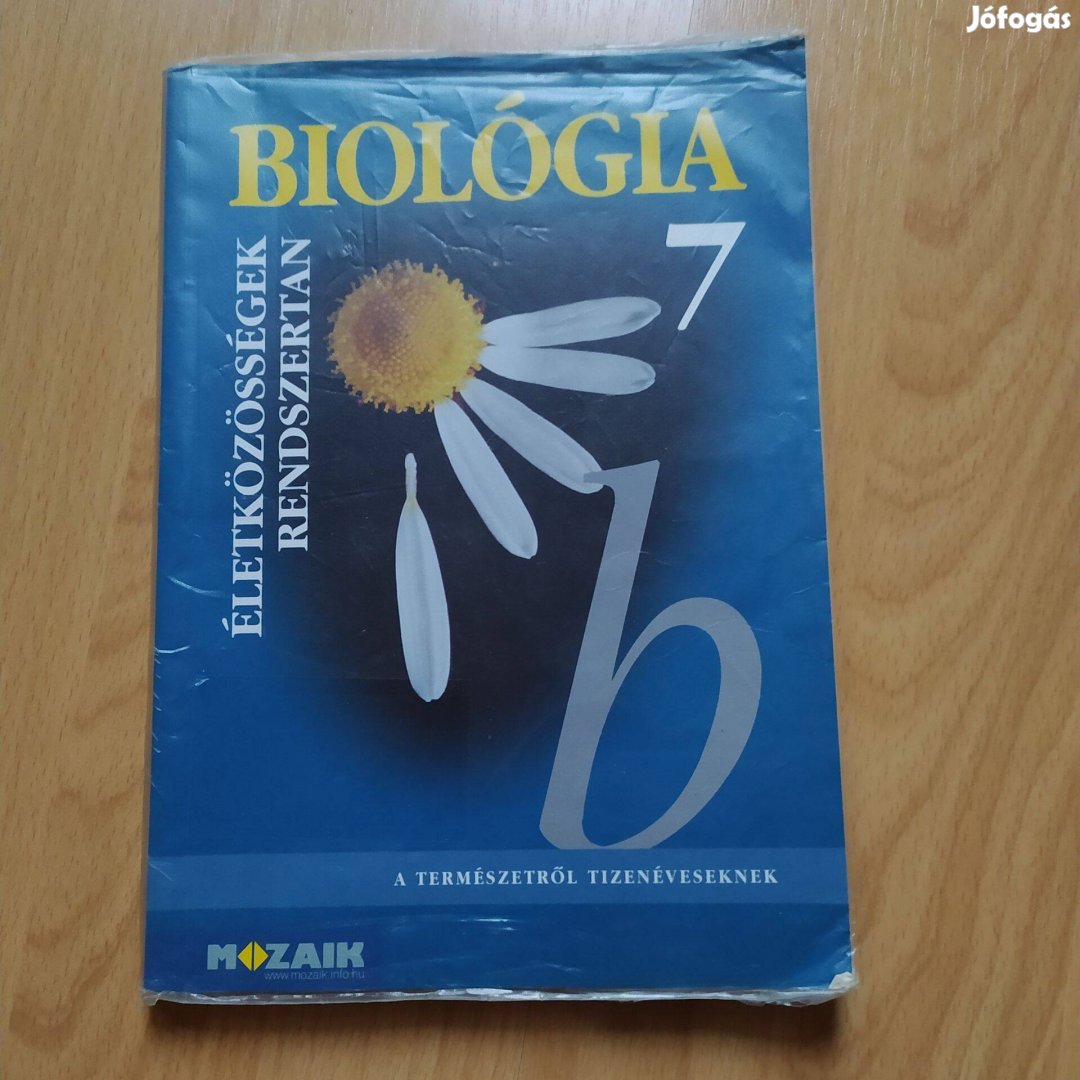 Jófogás
BIOLÓGIA
7
ÉLETKÖZÖSSÉGEK
RENDSZERTAN
b
A TERMÉSZETRŐL TIZENÉVESEKNEK
MOZAIK
www.mozaik.info.hu